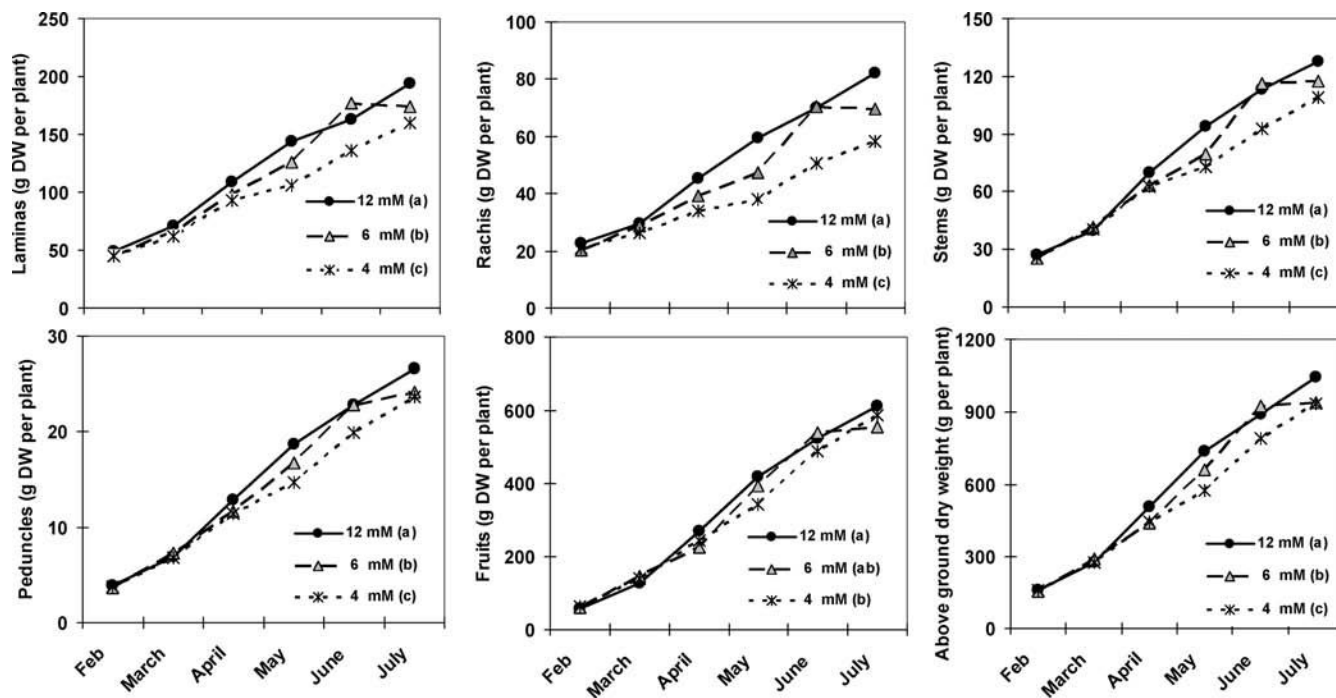 Laminas (g DW per plant)
250
200
150
100
50
0
12 mM (a)
6 mM (b)
4 mM (c)
Rachis (g DW per plant)
100
80
60
40
20
0
12 mM (a)
6 mM (b)
4 mM (c)
Stems (g DW per plant)
150
120
90
60
30
0
12 mM (a)
6 mM (b)
4 mM (c)
Peduncles (g DW per plant)
30
20
10
0
12 mM (a)
6 mM (b)
4 mM (c)
Feb
March
April
May
June
July
Fruits (g DW per plant)
800
600
400
200
0
12 mM (a)
6 mM (ab)
4 mM (b)
Feb
March
April
May
June
July
Above ground dry weight (g per plant)
1200
900
600
300
0
12 mM (a)
6 mM (b)
4 mM (c)
Feb
March
April
May
June
July